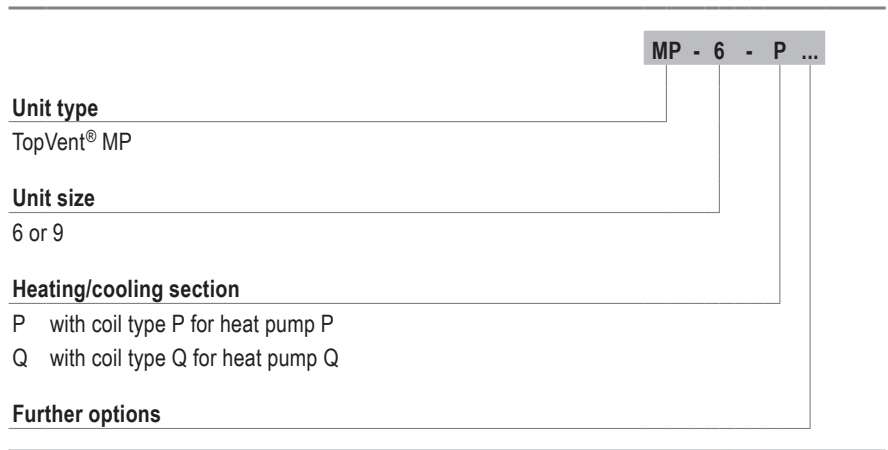 MP - 6 - P ...
Unit type
TopVent® MP
Unit size
6 or 9
Heating/cooling section
P with coil type P for heat pump P
Q with coil type Q for heat pump Q
Further options